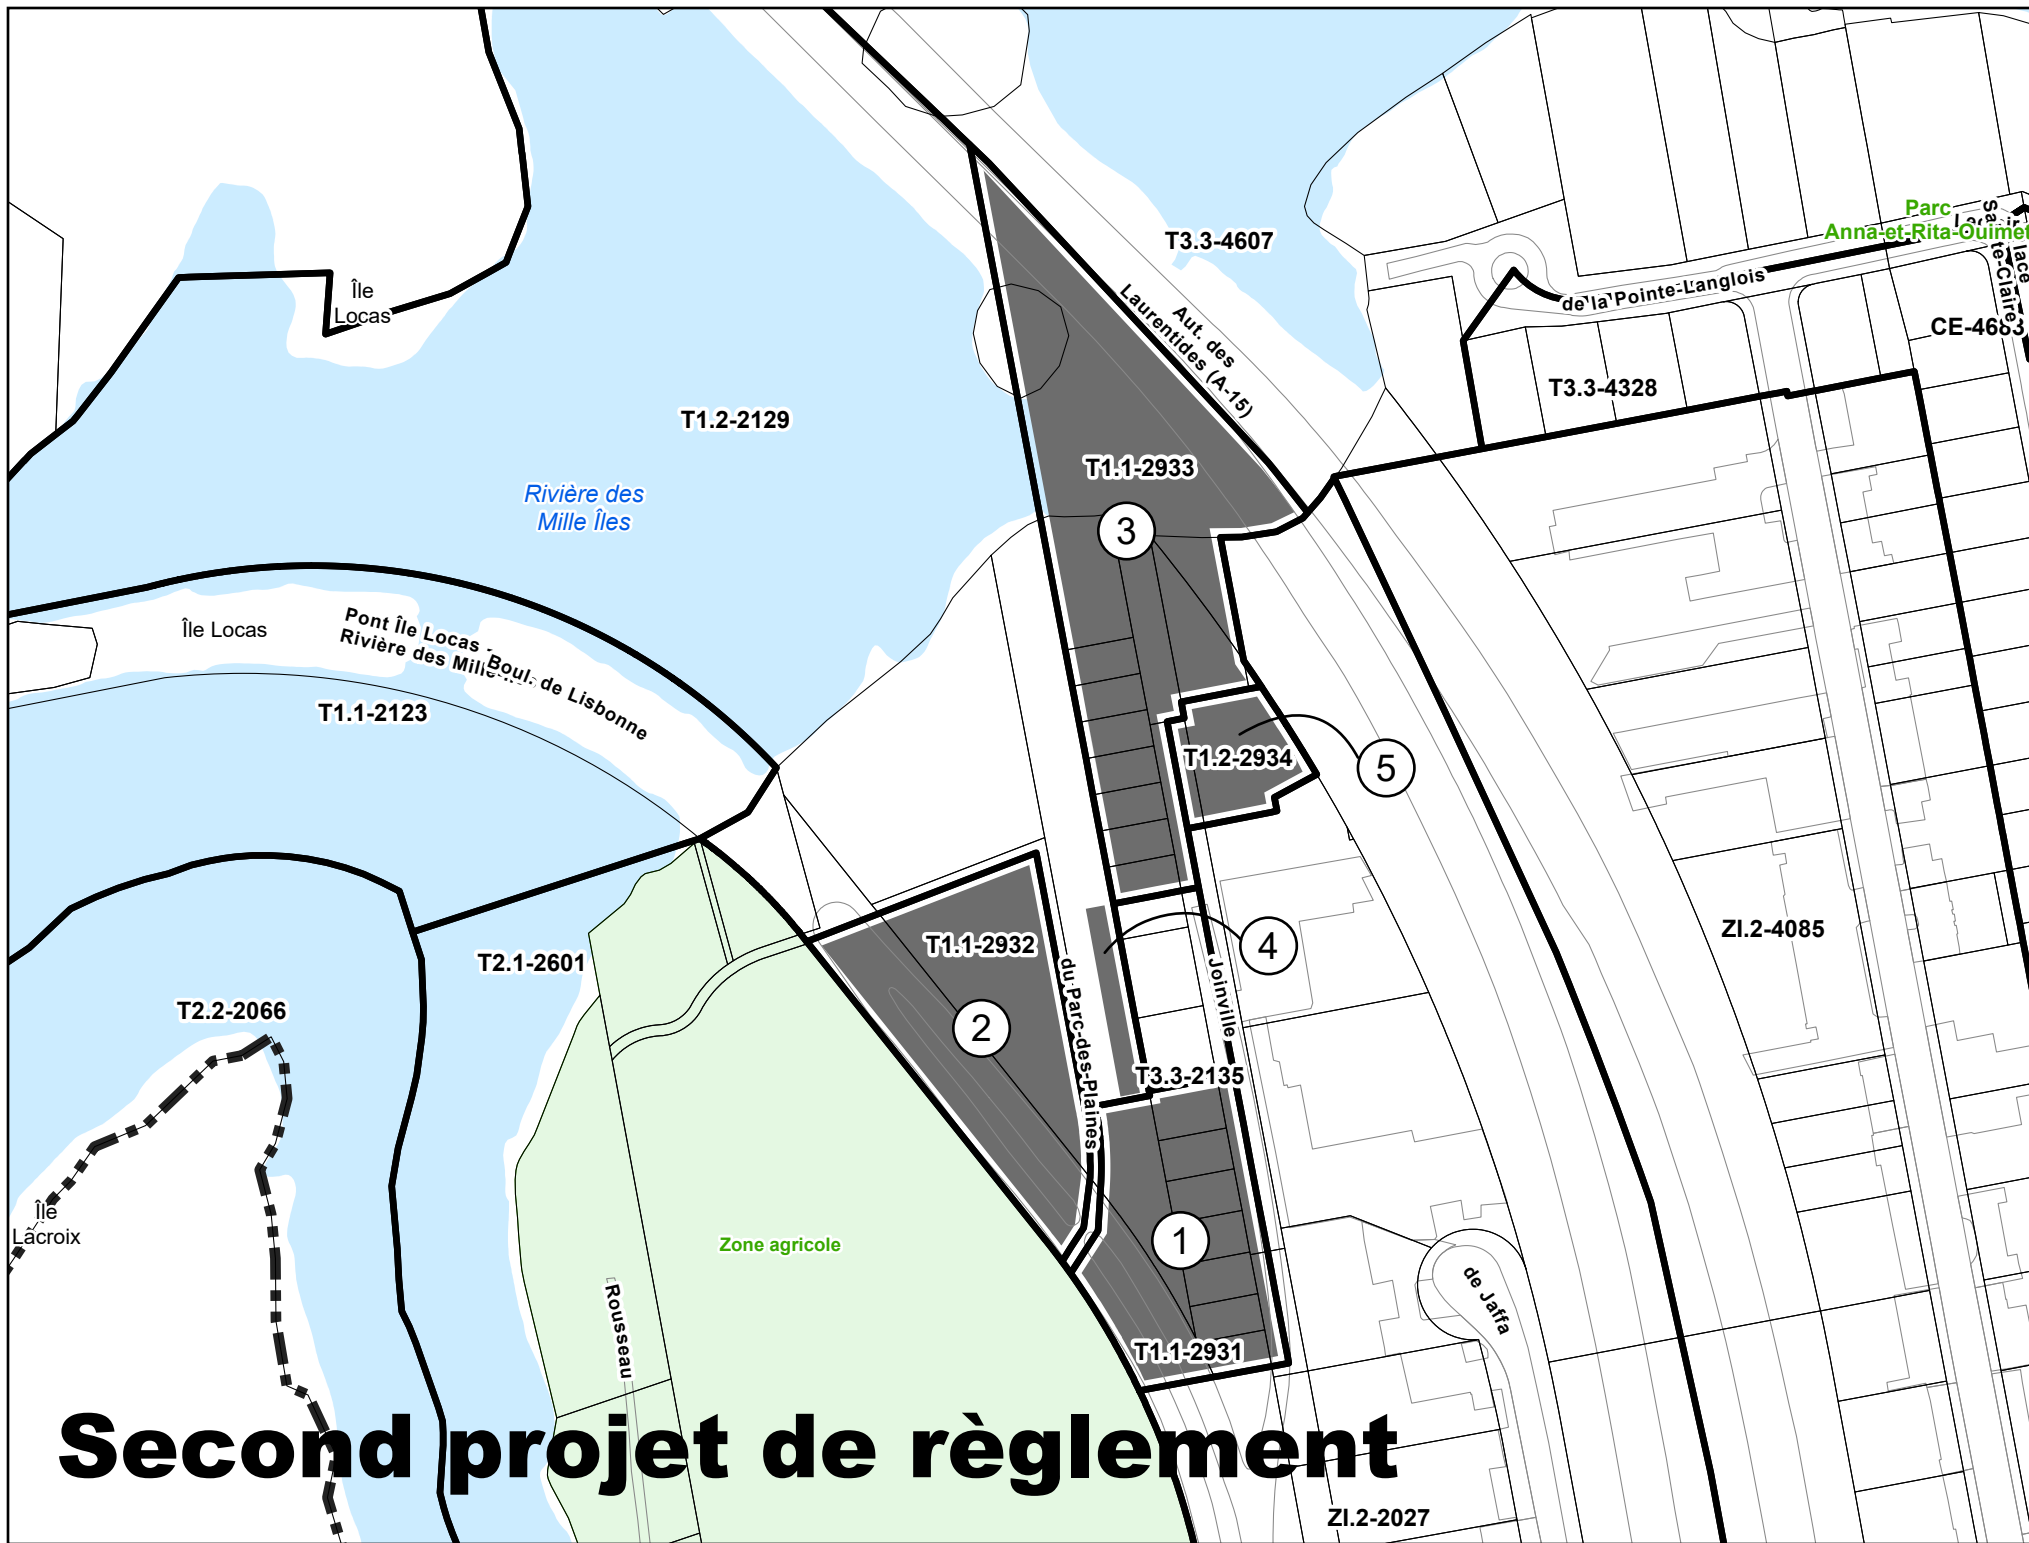 Parc
Anna-et-Rita-Ouimet
T3.3-4607
de la Pointe-Langlois
Île
Locas
Aut. des
Laurentides (A-15)
CE-4683
T3.3-4328
T1.2-2129
T1.1-2933
Rivière des
Mille Îles
3
Île Locas
Pont Île Locas -
Rivière des Mille
Boul. de Lisbonne
T1.1-2123
T1.2-2934
5
T1.1-2932
4
ZI.2-4085
T2.1-2601
du Parc-des-Plaines
Joinville
T2.2-2066
2
T3.3-2135
Île
Lacroix
Zone agricole
1
Rousseau
de Jaffa
T1.1-2931
Second projet de règlement
ZI.2-2027